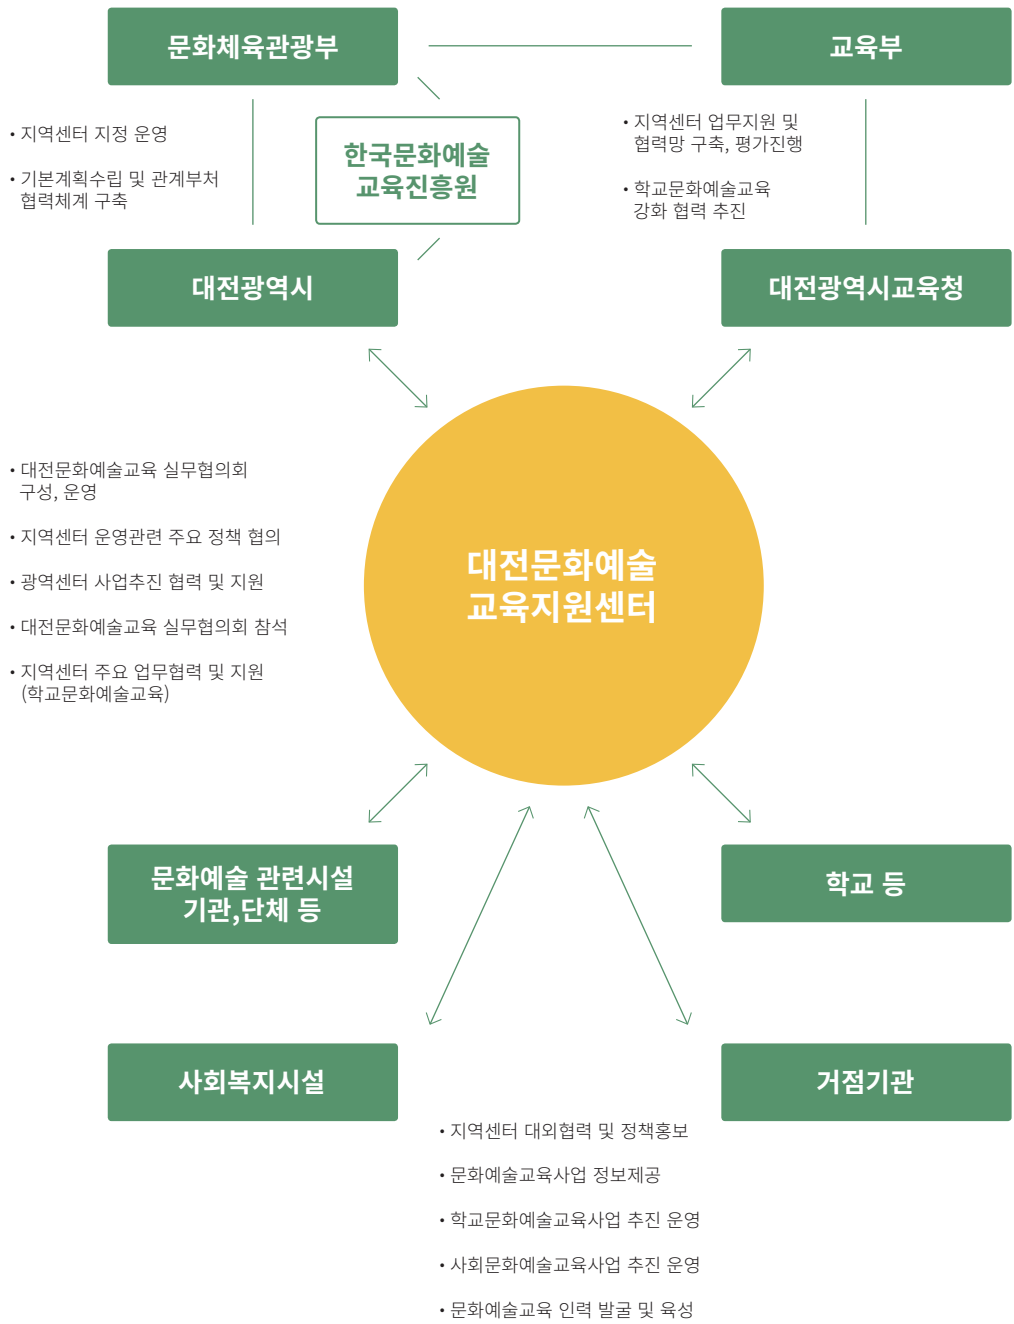 문화체육관광부
교육부
• 지역센터 지정 운영
• 기본계획수립 및 관계부처
협력체계 구축
한국문화예술
교육진흥원
• 지역센터 업무지원 및
협력망 구축, 평가진행
• 학교문화예술교육
강화 협력 추진
대전광역시
대전광역시교육청
• 대전문화예술교육 실무협의회
구성, 운영
• 지역센터 운영관련 주요 정책 협의
• 광역센터 사업추진 협력 및 지원
• 대전문화예술교육 실무협의회 참석
• 지역센터 주요 업무협력 및 지원
(학교문화예술교육)
대전문화예술
교육지원센터
문화예술 관련시설
기관,단체 등
학교 등
사회복지시설
거점기관
• 지역센터 대외협력 및 정책홍보
• 문화예술교육사업 정보제공
• 학교문화예술교육사업 추진 운영
• 사회문화예술교육사업 추진 운영
• 문화예술교육 인력 발굴 및 육성